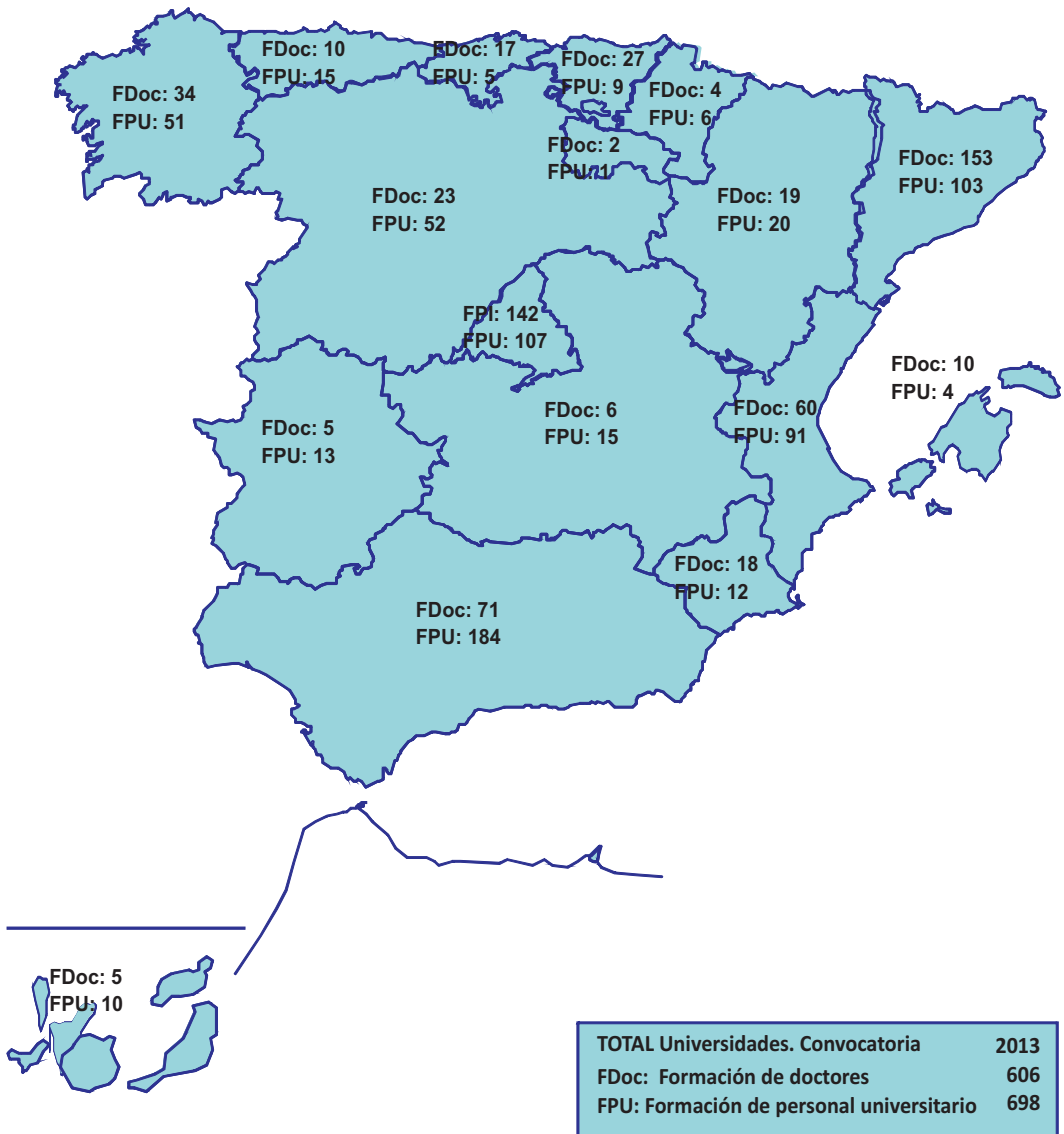 FDoc: 10
FPU: 15
FDoc: 17
FPU: 5
FDoc: 27
FPU: 9
FDoc: 4
FPU: 6
FDoc: 34
FPU: 51
FDoc: 2
FPU: 1
FDoc: 153
FPU: 103
FDoc: 23
FPU: 52
FDoc: 19
FPU: 20
FPI: 142
FPU: 107
FDoc: 10
FPU: 4
FDoc: 6
FPU: 15
FDoc: 60
FPU: 91
FDoc: 5
FPU: 13
FDoc: 18
FPU: 12
FDoc: 71
FPU: 184
FDoc: 5
FPU: 10
TOTAL Universidades. Convocatoria 2013
FDoc: Formación de doctores 606
FPU: Formación de personal universitario 698